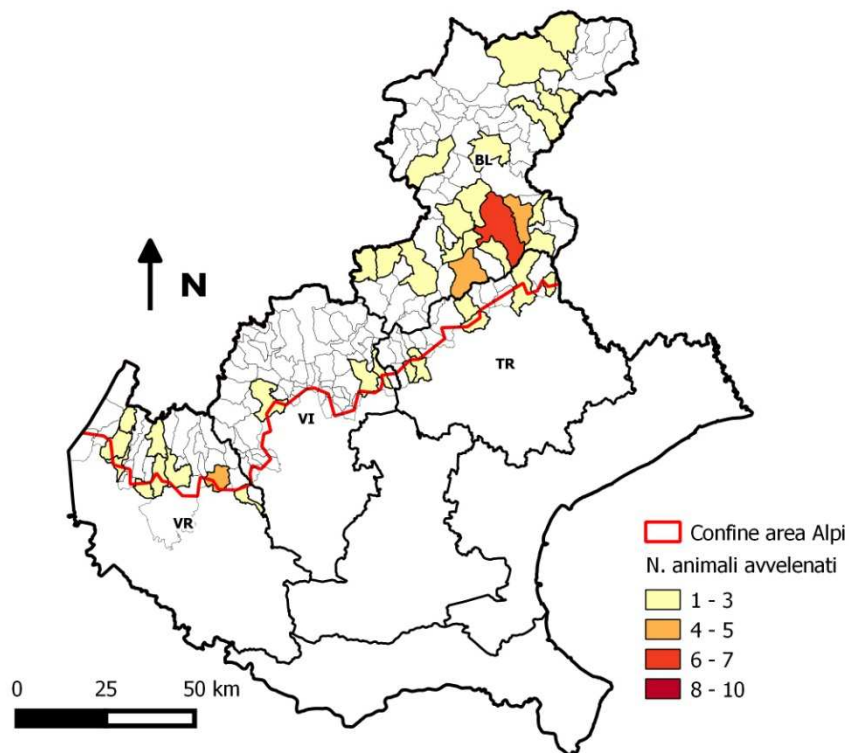 BL
N
TR
VI
VR
Confine area Alpi
N. animali avvelenati
1 - 3
4 - 5
6 - 7
8 - 10
0 25 50 km